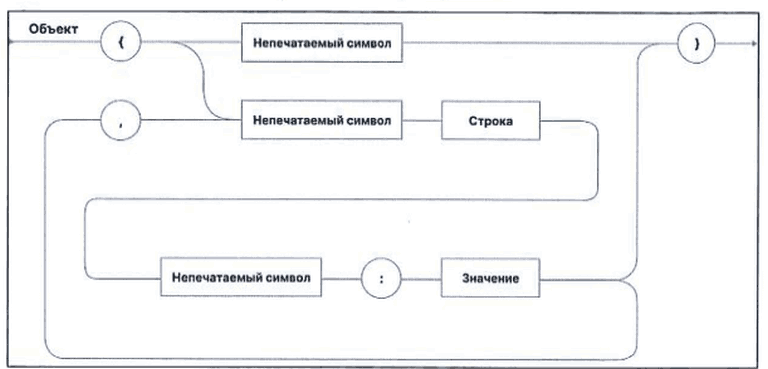 Объект
{
Непечатаемый символ
}
,
Непечатаемый символ
Строка
Непечатаемый символ
:
Значение